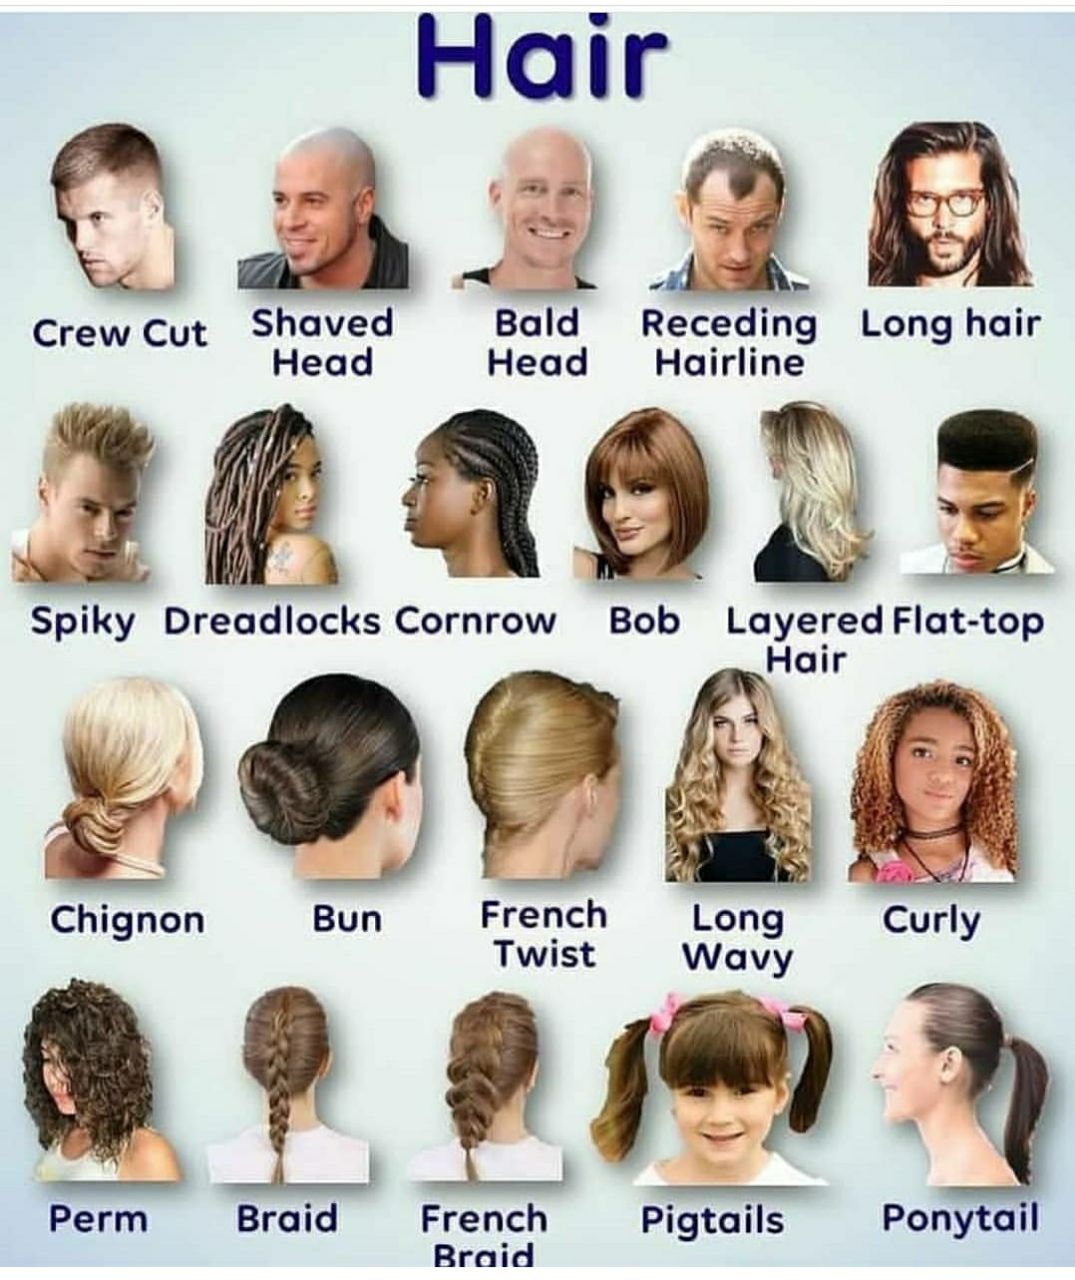 Hair
Crew Cut
Shaved
Head
Bald
Head
Receding
Hairline
Long hair
Spiky
Dreadlocks
Cornrow
Bob
Layered
Hair
Flat-top
Chignon
Bun
French
Twist
Long
Wavy
Curly
Perm
Braid
French
Braid
Pigtails
Ponytail